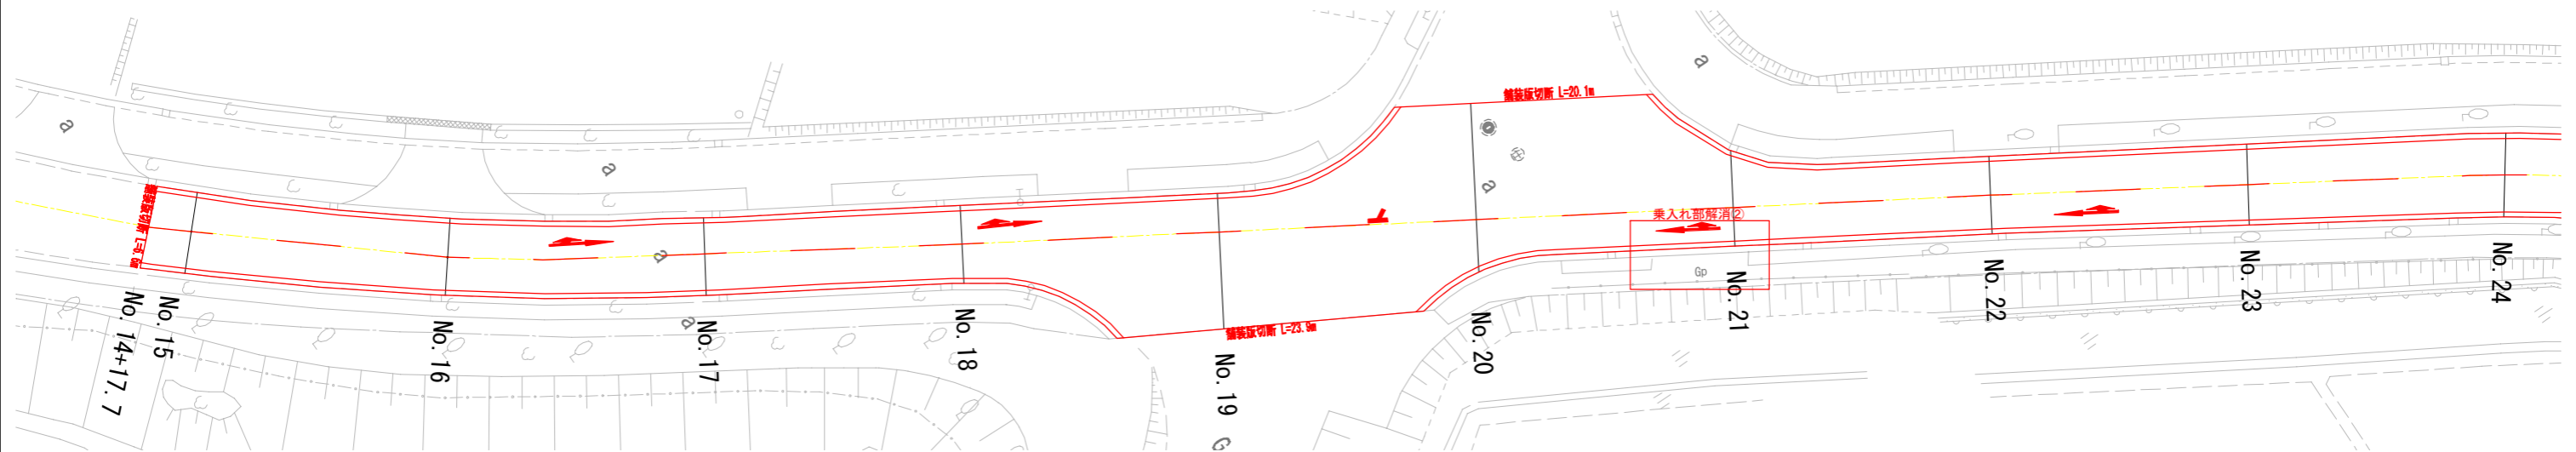 舗装版切断 L=20.1m
a
a
a
a
a
a
乗入れ部解消②
Gp
舗装版切断 L=23.9m
No. 14+17.7
No. 15
No. 16
No. 17
No. 18
No. 19
No. 20
No. 21
No. 22
No. 23
No. 24
G